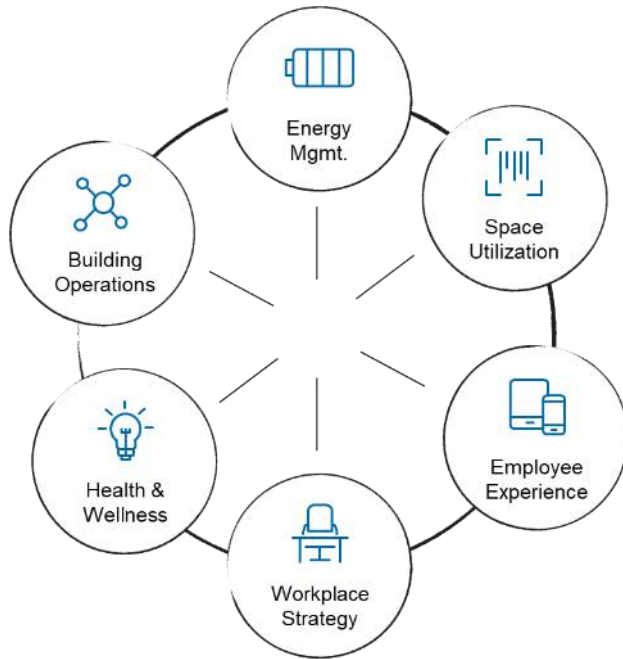 Energy
Mgmt.
Space
Utilization
Employee
Experience
Workplace
Strategy
Health &
Wellness
Building
Operations